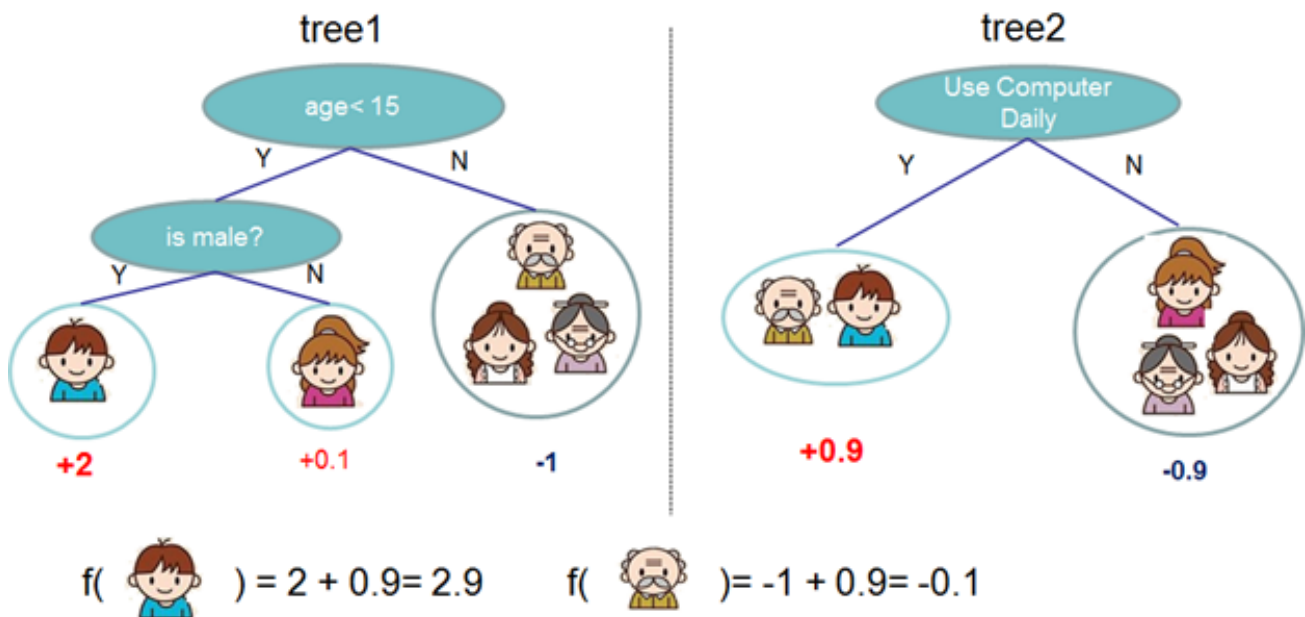 tree1
tree2
age< 15
Use Computer
Daily
Y
N
Y
N
is male?
Y
N
+2
+0.1
-1
+0.9
-0.9
f( ) = 2 + 0.9= 2.9
f( )= -1 + 0.9= -0.1